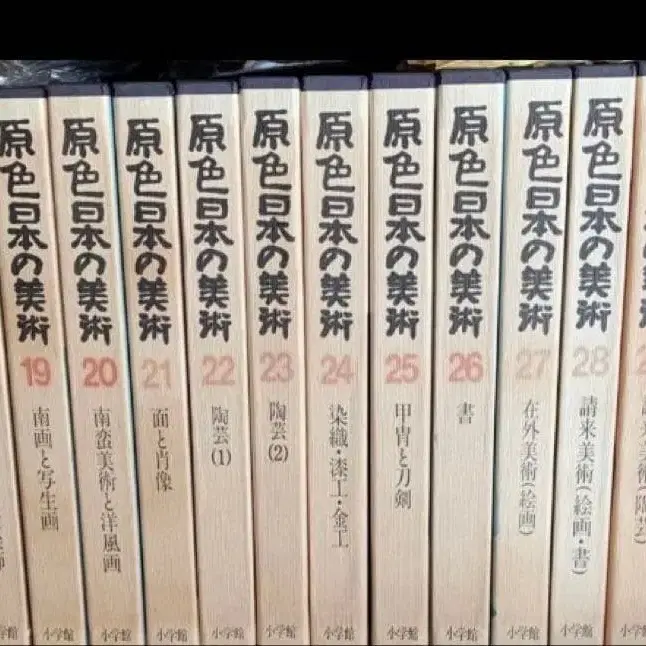 原色日本の美術
19
南画と写生画
小学館
原色日本の美術
20
南蛮美術と洋風画
小学館
原色日本の美術
21
面と肖像
小学館
原色日本の美術
22
陶芸(1)
小学館
原色日本の美術
23
陶芸(2)
小学館
原色日本の美術
24
染織・漆工・金工
小学館
原色日本の美術
25
甲冑と刀剣
小学館
原色日本の美術
26
書
小学館
原色日本の美術
27
在外美術(絵画)
小学館
原色日本の美術
28
請来美術(絵画・書)
小学館